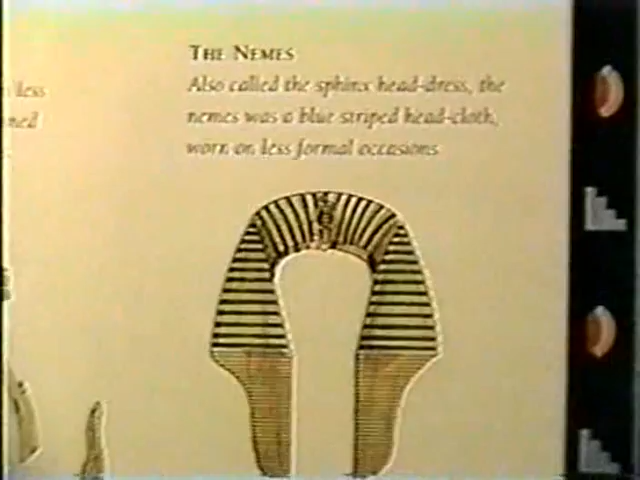 THE NEMES
Also called the sphinx head-dress, the
less
nemes was a blue striped head-cloth,
worn on less formal occasions